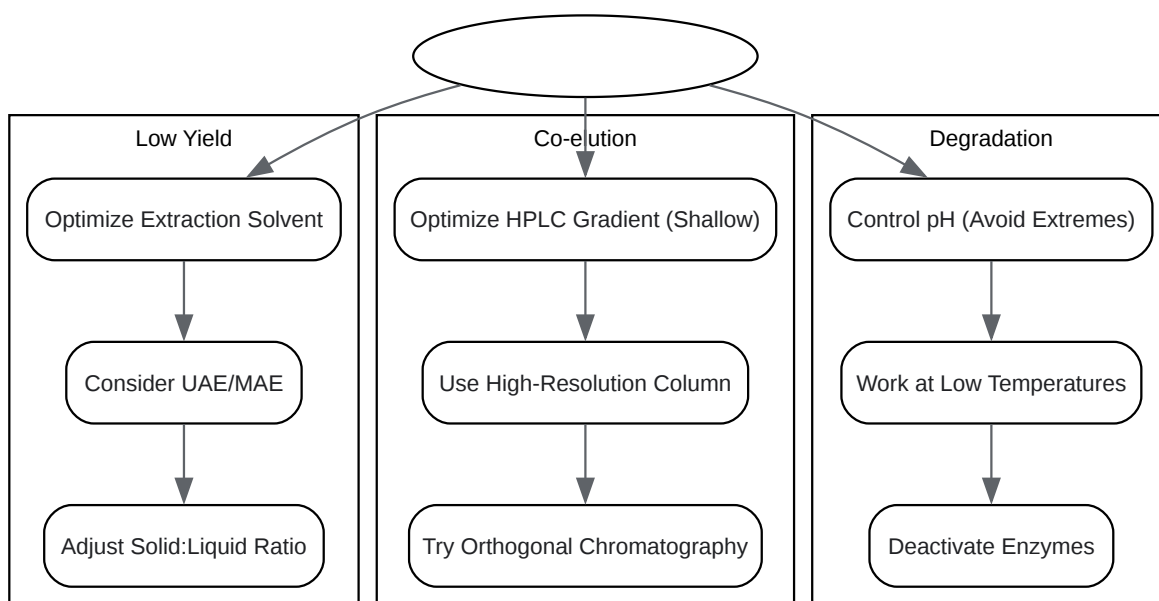 Low Yield
Optimize Extraction Solvent
Consider UAE/MAE
Adjust Solid:Liquid Ratio
Co-elution
Optimize HPLC Gradient (Shallow)
Use High-Resolution Column
Try Orthogonal Chromatography
Degradation
Control pH (Avoid Extremes)
Work at Low Temperatures
Deactivate Enzymes